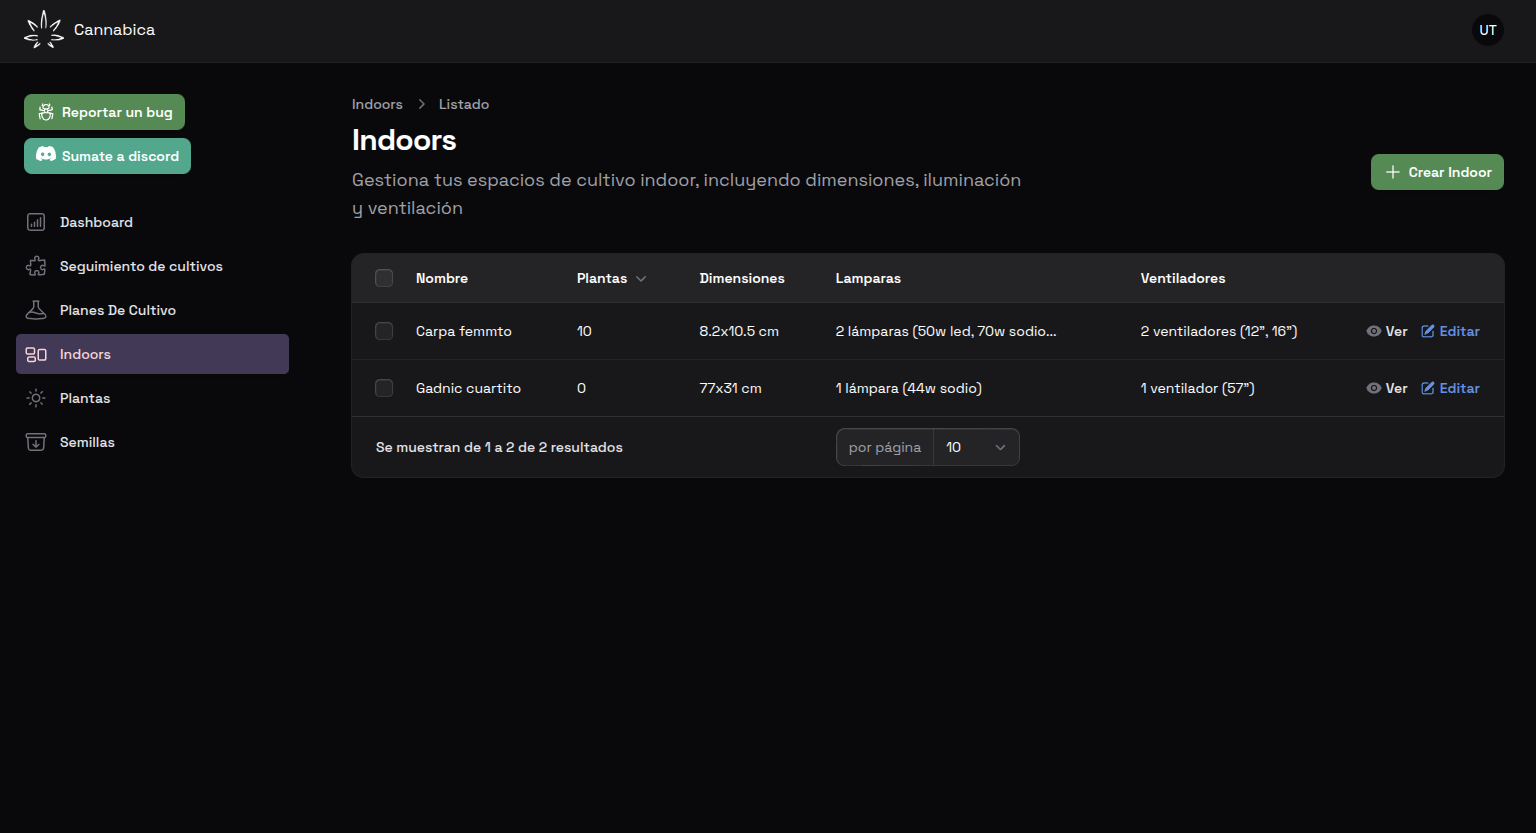 Cannabica
UT
Reportar un bug
Sumate a discord
Dashboard
Seguimiento de cultivos
Planes De Cultivo
Indoors
Plantas
Semillas
Indoors > Listado
Indoors
Gestiona tus espacios de cultivo indoor, incluyendo dimensiones, iluminación
y ventilación
Crear Indoor
Nombre Plantas Dimensiones Lamparas Ventiladores
Carpa femmto 10 8.2x10.5 cm 2 lámparas (50w led, 70w sodio... 2 ventiladores (12”, 16”) Ver Editar
Gadnic cuartito 0 77x31 cm 1 lámpara (44w sodio) 1 ventilador (57”) Ver Editar
Se muestran de 1 a 2 de 2 resultados por página 10